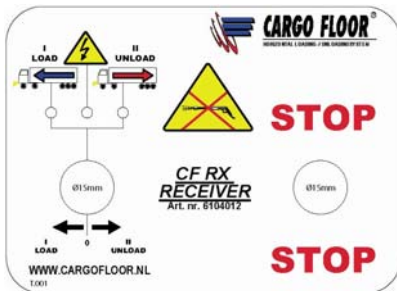 I
LOAD
II
UNLOAD
CARGO FLOOR®
HORIZONTAL LOADING-/UNLOADING SYSTEM
STOP
Ø15mm
CF RX
RECEIVER
Art. nr. 6104012
Ø15mm
I
LOAD
0
II
UNLOAD
STOP
WWW.CARGOFLOOR.NL
T.001